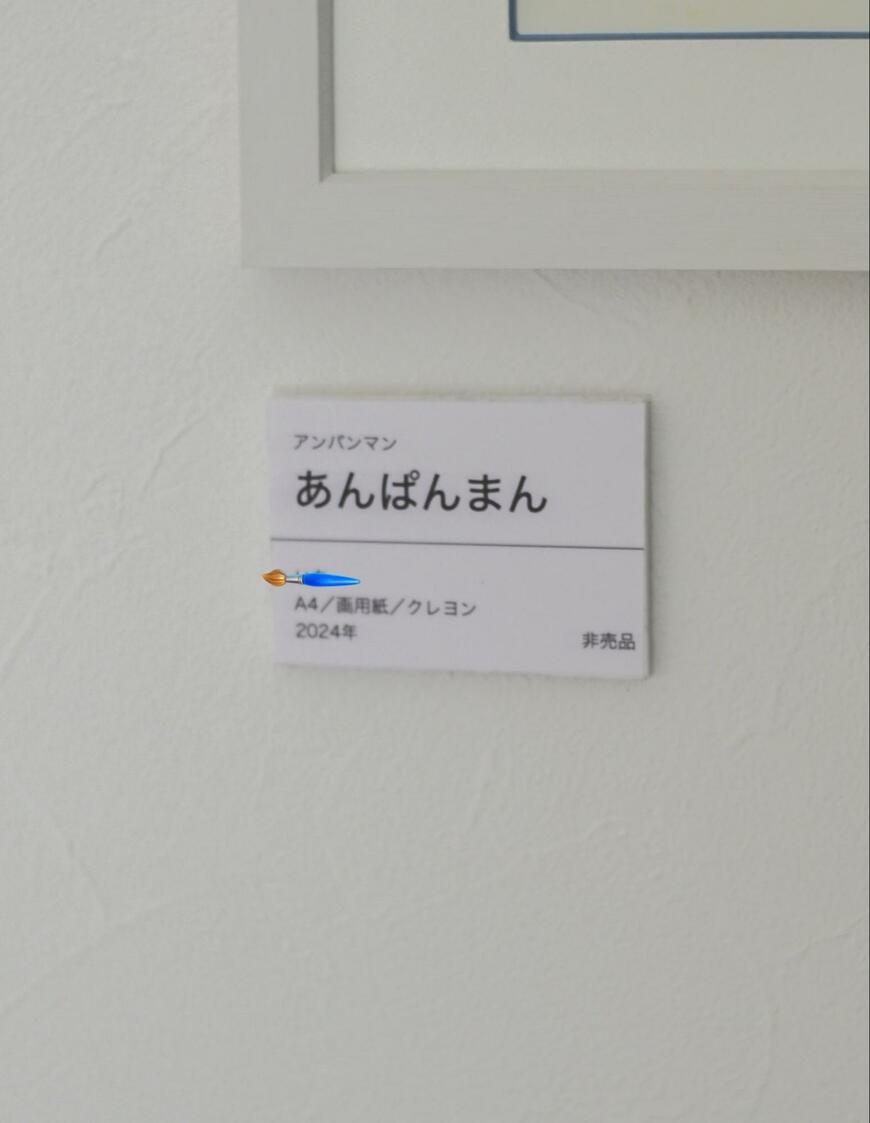 アンパンマン
あんぱんまん
A4／画用紙／クレヨン
2024年
非売品